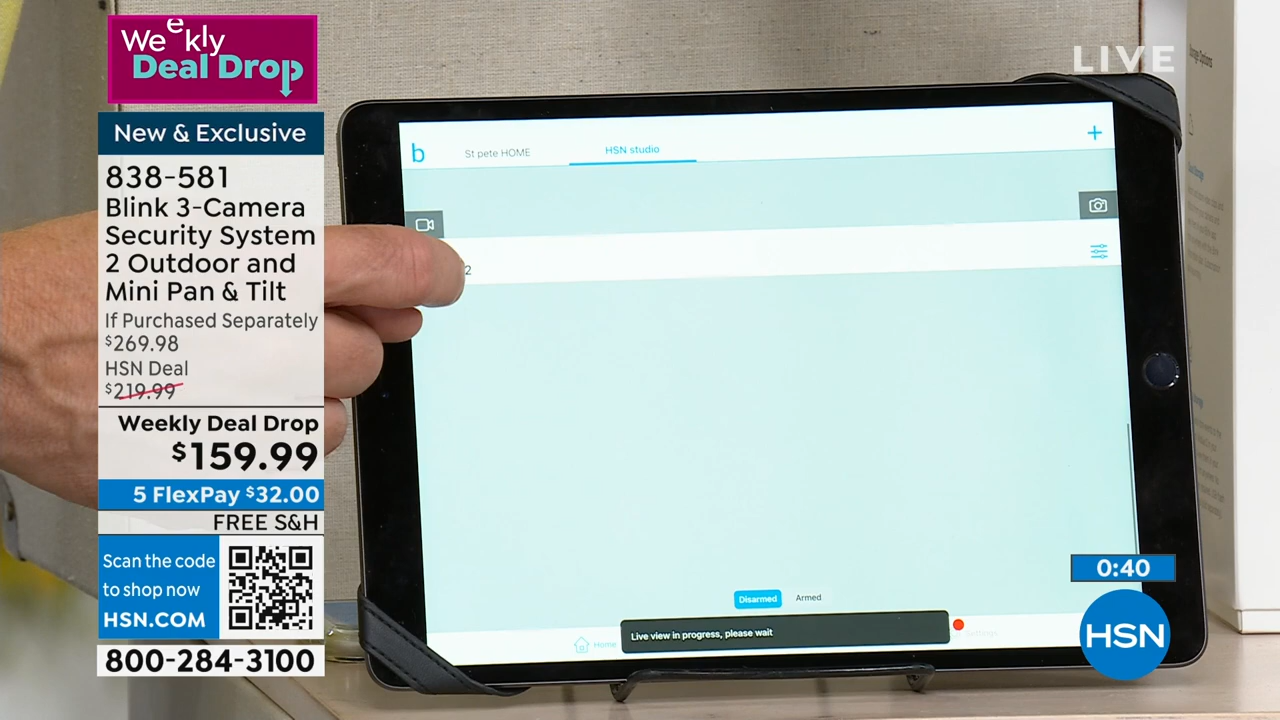 Weekly
Deal Drop
New & Exclusive
838-581
Blink 3-Camera
Security System
2 Outdoor and
Mini Pan & Tilt
If Purchased Separately
$269.98
HSN Deal
$219.99
Weekly Deal Drop
$159.99
5 FlexPay $32.00
FREE S&H
Scan the code
to shop now
HSN.COM
800-284-3100
LIVE
b
St pete HOME
HSN studio
+
2
Disarmed
Armed
Home
Live view in progress, please wait
Settings
0:40
HSN